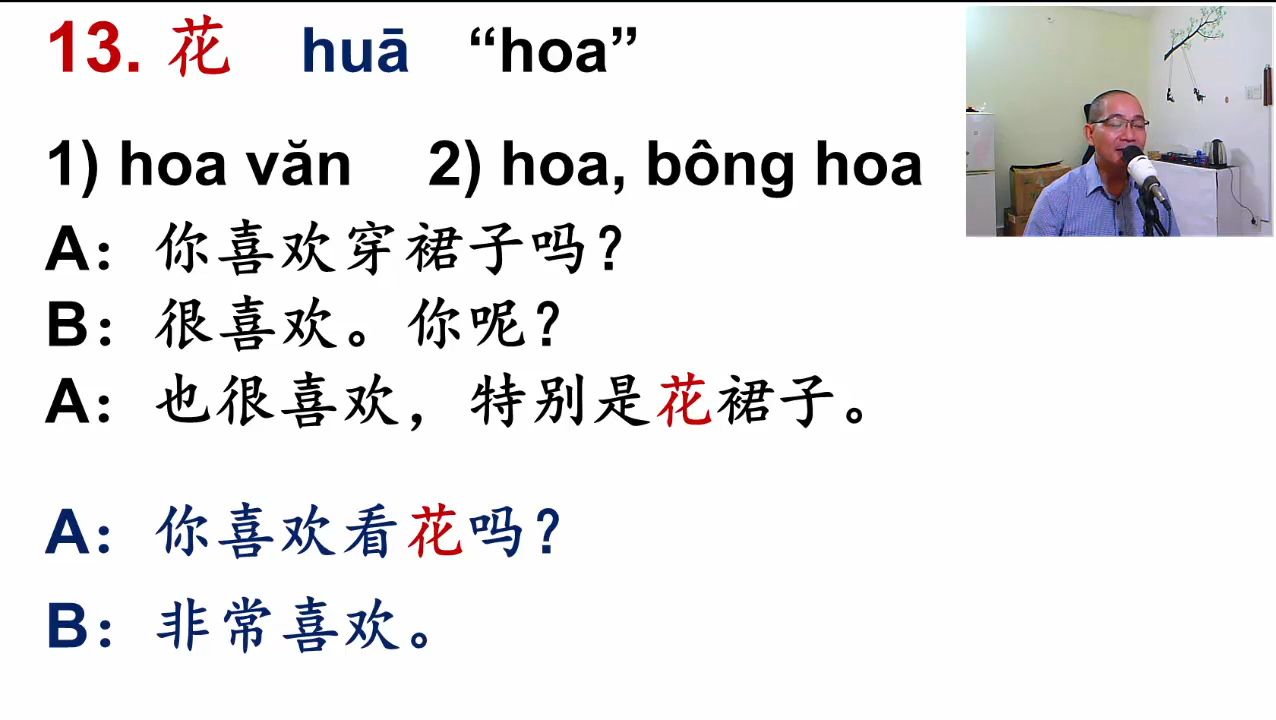 13. 花 huā “hoa”
1) hoa văn 2) hoa, bông hoa
A：你喜欢穿裙子吗？
B：很喜欢。你呢？
A：也很喜欢，特别是花裙子。
A：你喜欢看花吗？
B：非常喜欢。